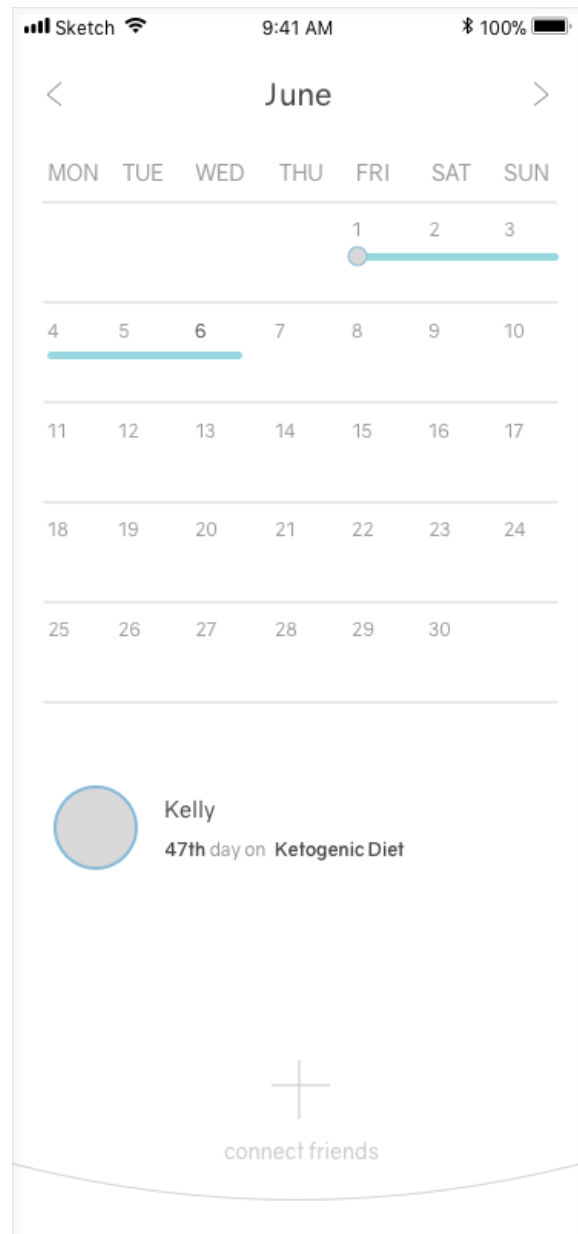 Sketch 9:41 AM 100%
June
MON TUE WED THU FRI SAT SUN
1 2 3
4 5 6 7 8 9 10
11 12 13 14 15 16 17
18 19 20 21 22 23 24
25 26 27 28 29 30
Kelly
47th day on Ketogenic Diet
connect friends